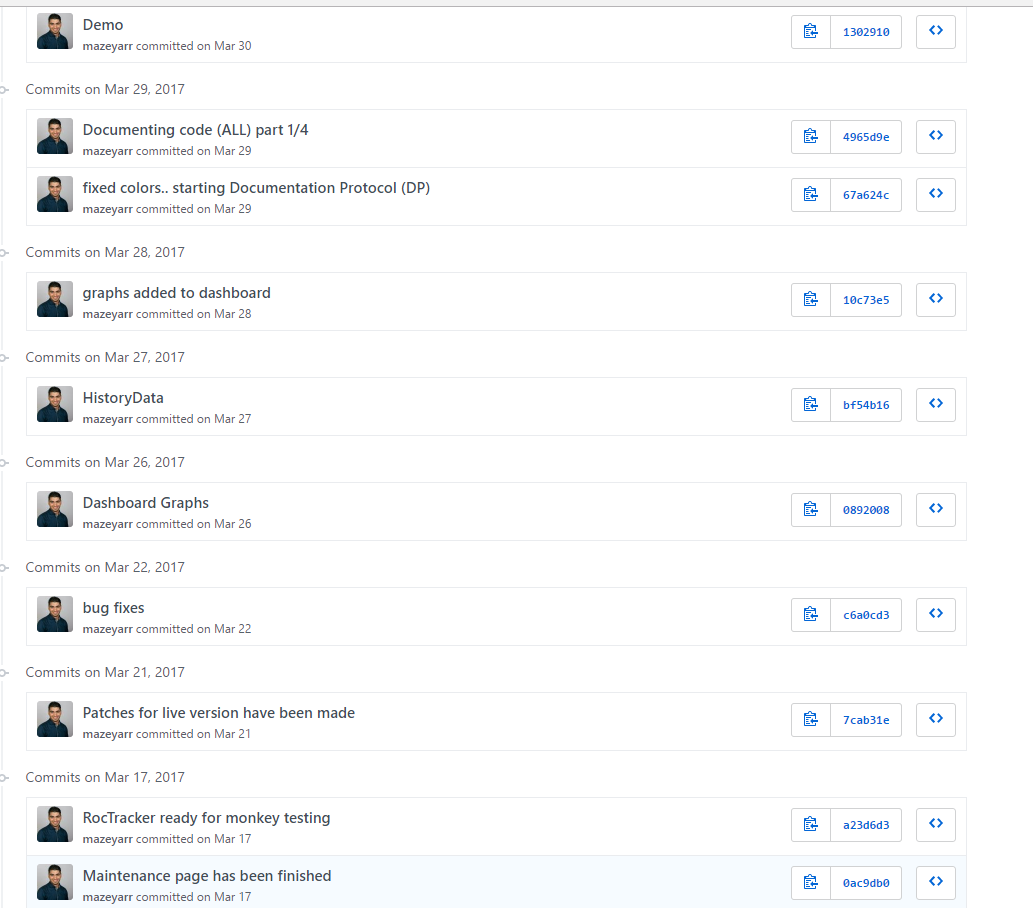 Demo
mazeyarr committed on Mar 30
1302910
Commits on Mar 29, 2017
Documenting code (ALL) part 1/4
mazeyarr committed on Mar 29
4965d9e
fixed colors.. starting Documentation Protocol (DP)
mazeyarr committed on Mar 29
67a624c
Commits on Mar 28, 2017
graphs added to dashboard
mazeyarr committed on Mar 28
10c73e5
Commits on Mar 27, 2017
HistoryData
mazeyarr committed on Mar 27
bf54b16
Commits on Mar 26, 2017
Dashboard Graphs
mazeyarr committed on Mar 26
0892008
Commits on Mar 22, 2017
bug fixes
mazeyarr committed on Mar 22
c6a0cd3
Commits on Mar 21, 2017
Patches for live version have been made
mazeyarr committed on Mar 21
7cab31e
Commits on Mar 17, 2017
RocTracker ready for monkey testing
mazeyarr committed on Mar 17
a23d6d3
Maintenance page has been finished
mazeyarr committed on Mar 17
0ac9db0